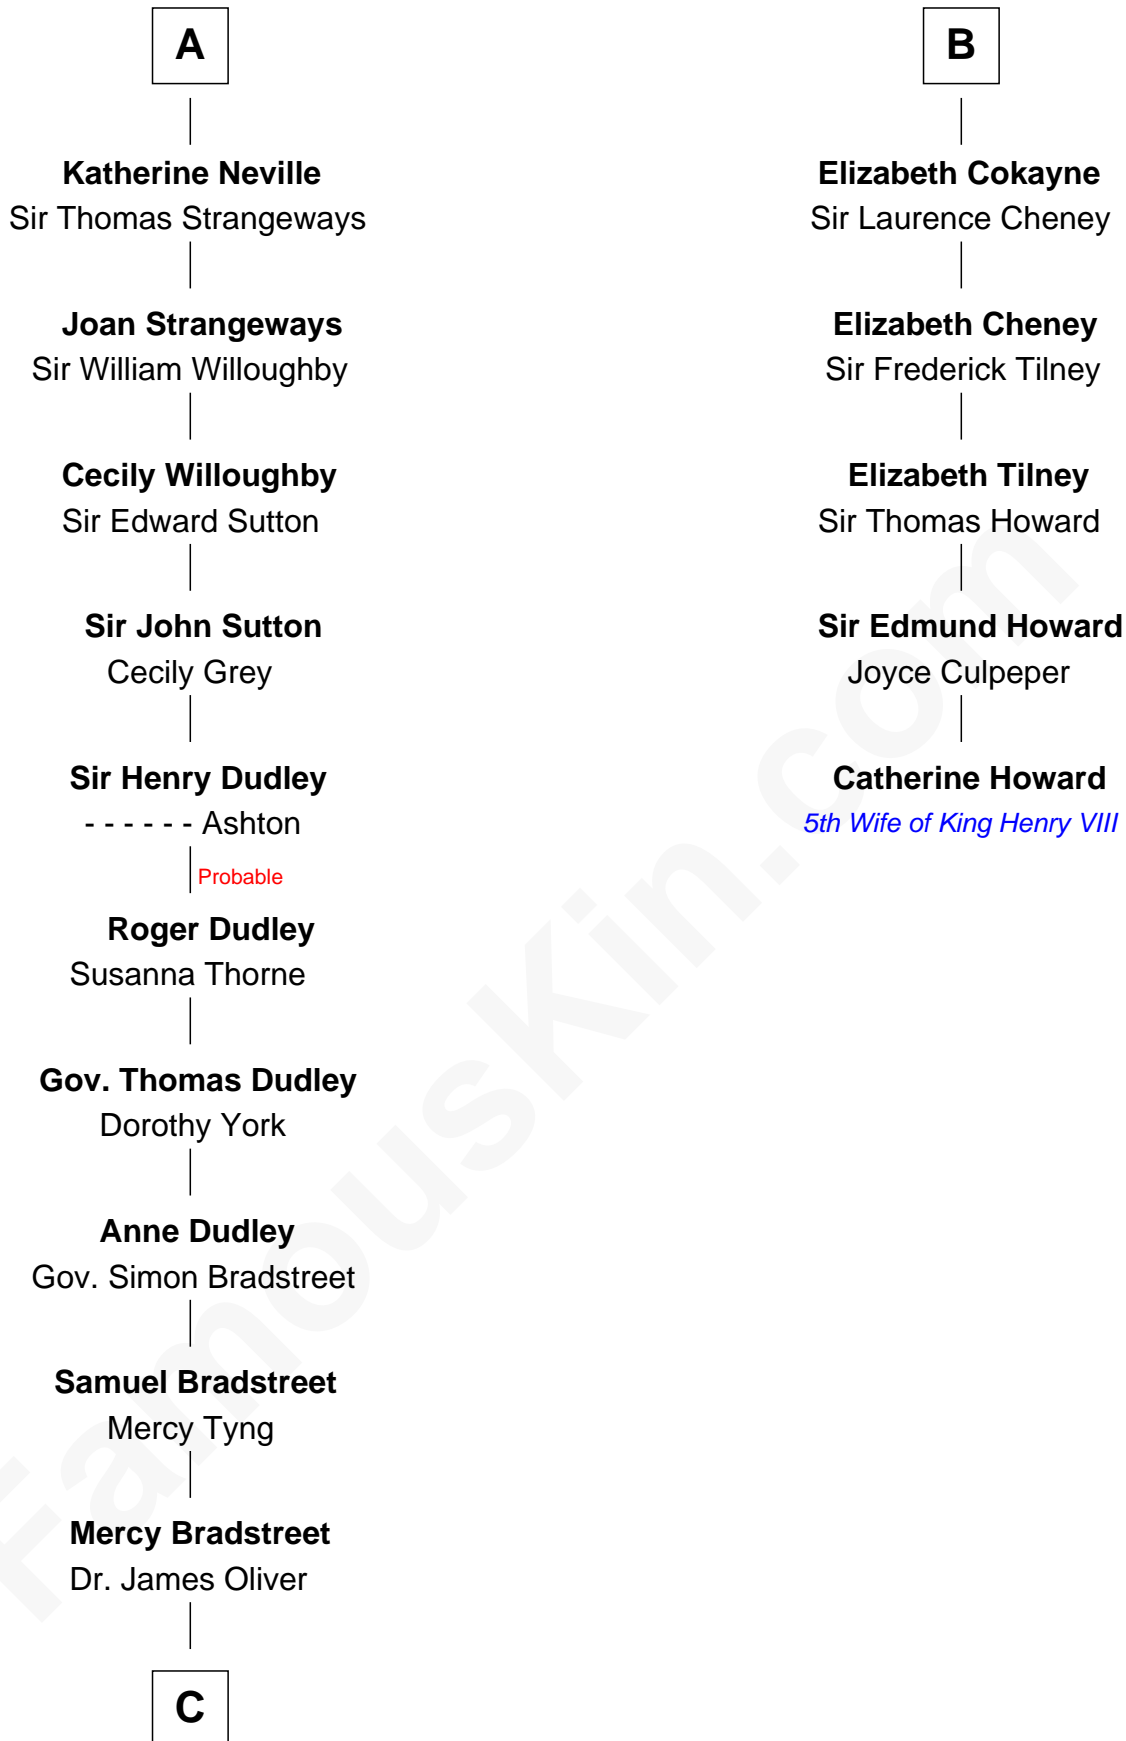 A
Katherine Neville
Sir Thomas Strangeways
Joan Strangeways
Sir William Willoughby
Cecily Willoughby
Sir Edward Sutton
Sir John Sutton
Cecily Grey
Sir Henry Dudley
- - - - - - Ashton
Probable
Roger Dudley
Susanna Thorne
Gov. Thomas Dudley
Dorothy York
Anne Dudley
Gov. Simon Bradstreet
Samuel Bradstreet
Mercy Tyng
Mercy Bradstreet
Dr. James Oliver
C
B
Elizabeth Cokayne
Sir Laurence Cheney
Elizabeth Cheney
Sir Frederick Tilney
Elizabeth Tilney
Sir Thomas Howard
Sir Edmund Howard
Joyce Culpeper
Catherine Howard
5th Wife of King Henry VIII
FamousKin.com